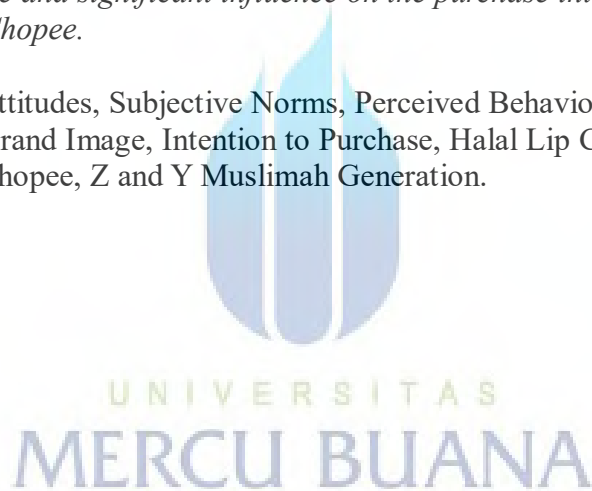 and significant influence on the purchase
hopee.
ttitudes, Subjective Norms, Perceived Behavio
rand Image, Intention to Purchase, Halal Lip
hopee, Z and Y Muslimah Generation.
UNIVERSITAS
MERCU BUANA